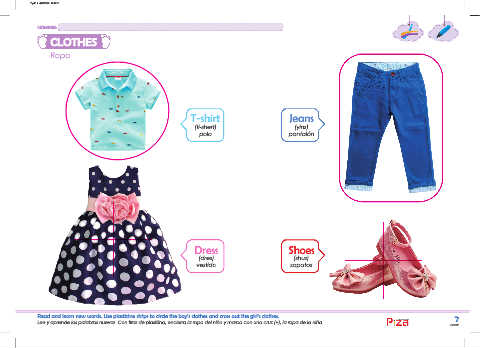 CLOTHES
Ropa
T-shirt
(ti-shert)
polo
Jeans
(yins)
pantalón
Dress
(dres)
vestido
Shoes
(shus)
zapatos
Read and learn new words. Use plasticine strips to circle the boy's clothes and cross out the girl's clothes.
Lee y aprende las palabras nuevas. Con tiras de plastilina, encierra la ropa del niño y marca con una cruz (+), la ropa de la niña.
Piza
7